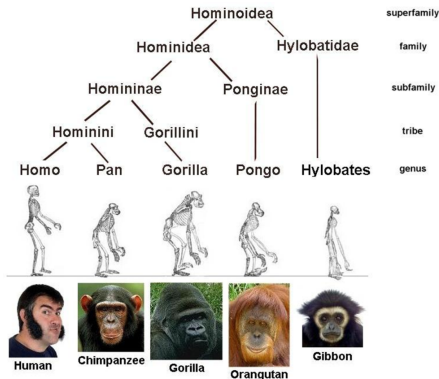 Hominoidea superfamily
Hominidea Hylobatidae family
Homininae Ponginae subfamily
Hominini Gorillini tribe
Homo Pan Gorilla Pongo Hylobates genus
Human Chimpanzee Gorilla Orangutan Gibbon